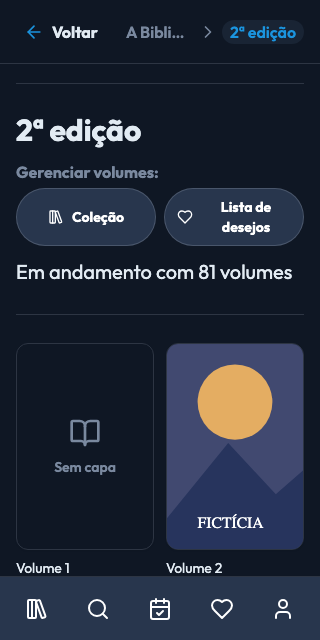 Voltar
A Bibli...
2ª edição
2ª edição
Gerenciar volumes:
Coleção
Lista de
desejos
Em andamento com 81 volumes
Sem capa
FICTÍCIA
Volume 1
Volume 2